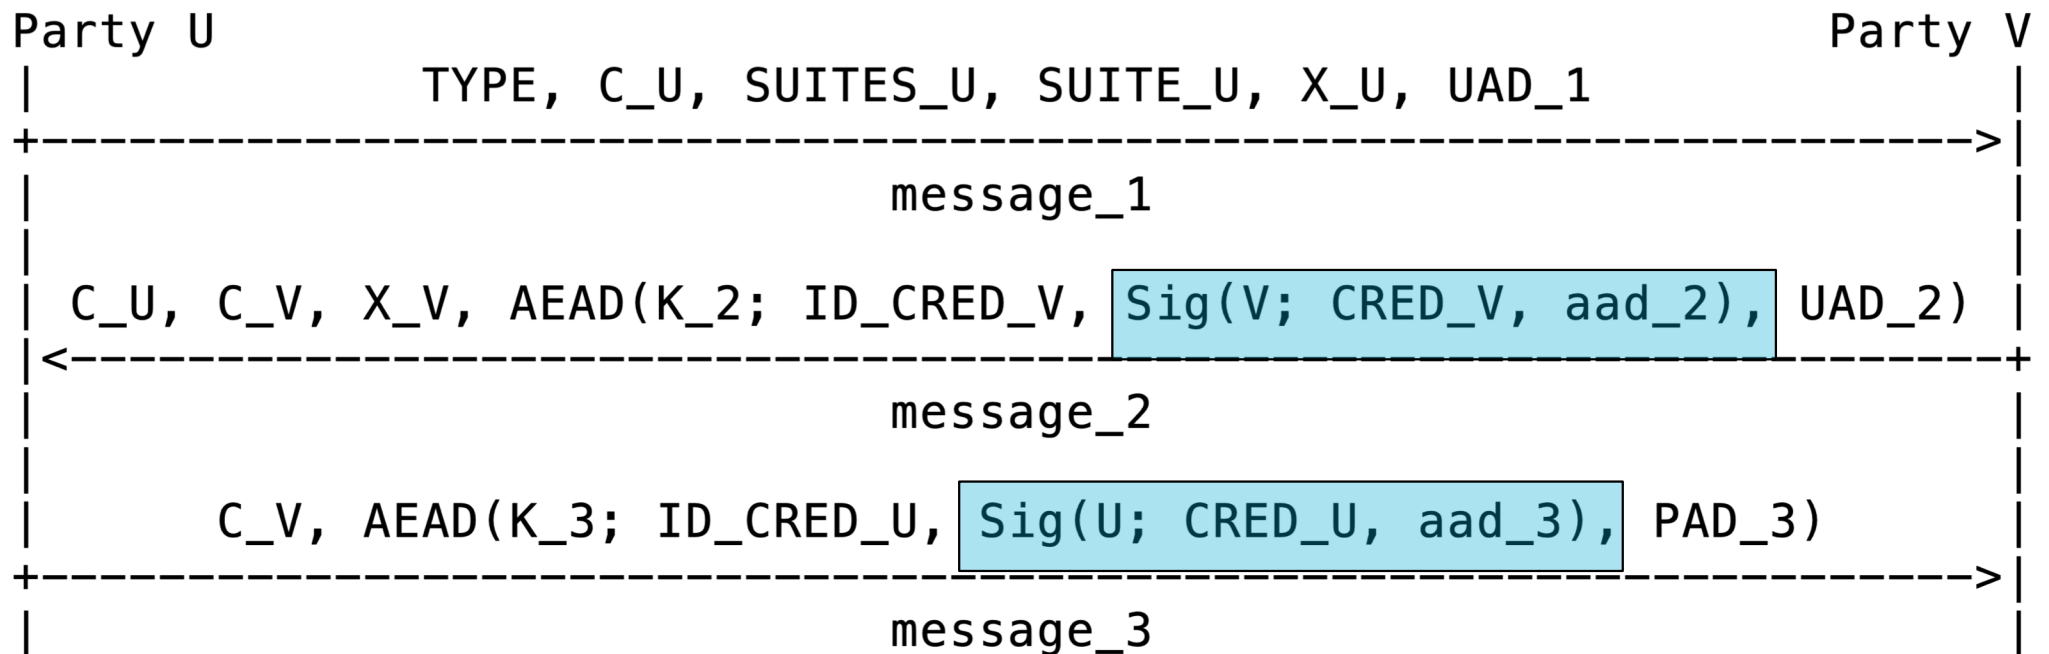 Party U Party V
TYPE, C_U, SUITES_U, SUITE_U, X_U, UAD_1
message_1
C_U, C_V, X_V, AEAD(K_2; ID_CRED_V, Sig(V; CRED_V, aad_2), UAD_2)
message_2
C_V, AEAD(K_3; ID_CRED_U, Sig(U; CRED_U, aad_3), PAD_3)
message_3